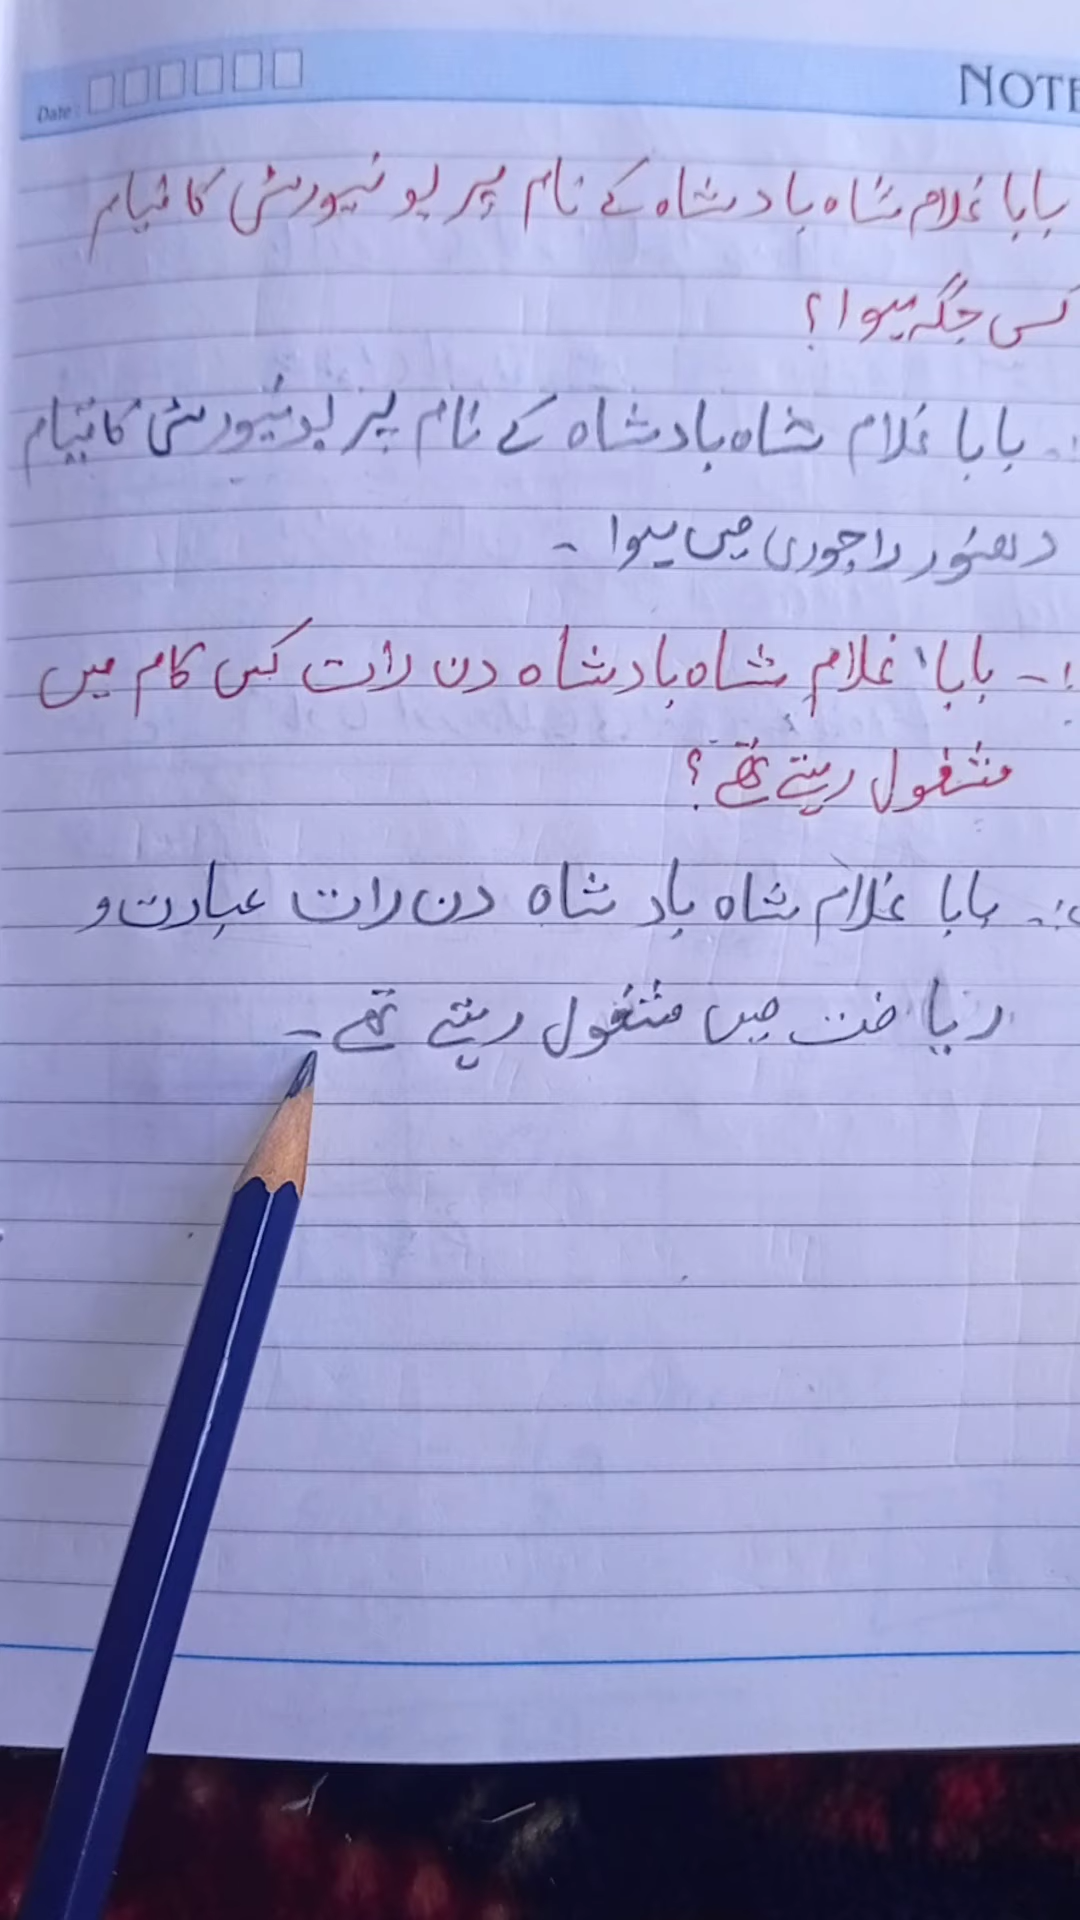 Date:
NOTE
بابا غلام شاہ بادشاہ کے نام پر یونیورسٹی کا قیام
کس جگہ ہوا؟
بابا غلام شاہ بادشاہ کے نام پر یونیورسٹی کا قیام
دھنور راجوری میں ہوا ۔
بابا غلام شاہ بادشاہ دن رات کس کام میں
مشغول رہتے تھے؟
بابا غلام شاہ بادشاہ دن رات عبادت و
ریاضت میں مشغول رہتے تھے۔